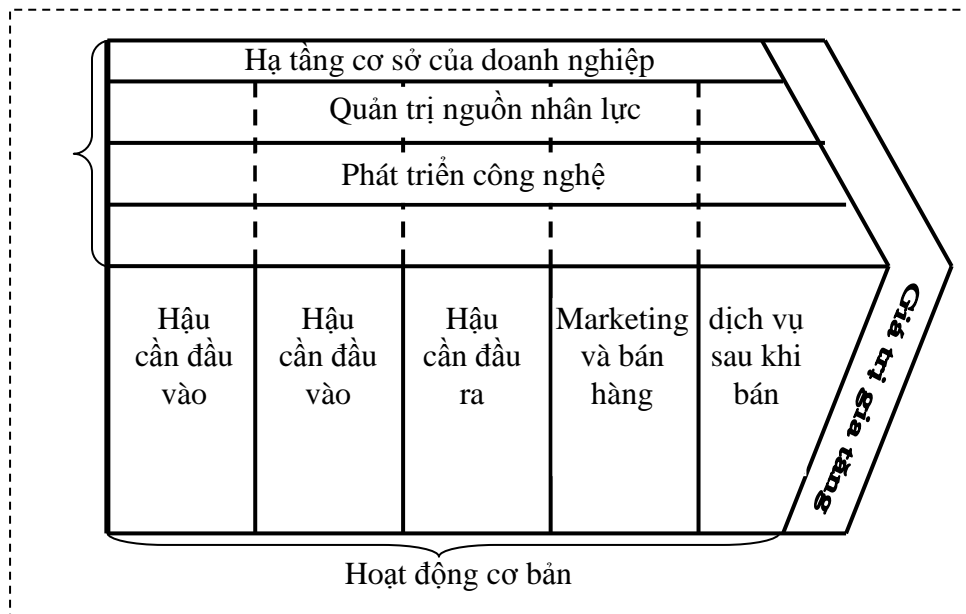 Hạ tầng cơ sở của doanh nghiệp
Quản trị nguồn nhân lực
Phát triển công nghệ
Hậu
cần đầu
vào
Hậu
cần đầu
vào
Hậu
cần đầu
ra
Marketing
và bán
hàng
dịch vụ
sau khi
bán
Giá trị gia tăng
Hoạt động cơ bản